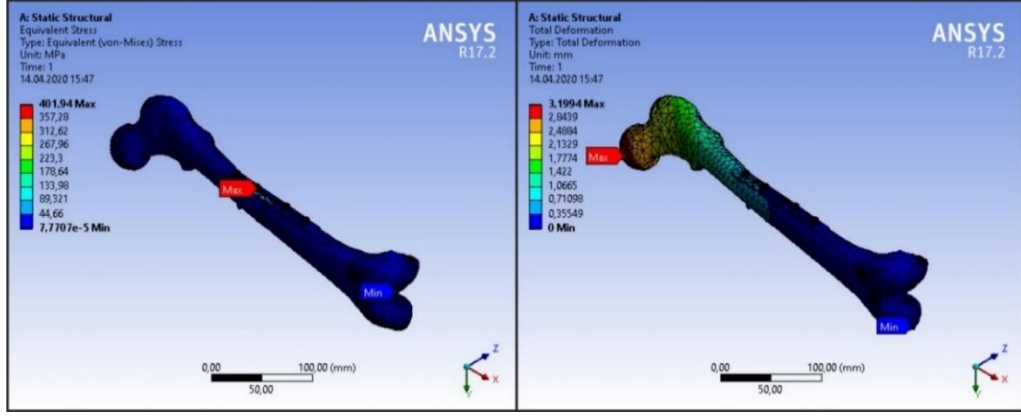 A: Static Structural
Equivalent Stress
Type: Equivalent (von-Mises) Stress
Unit: MPa
Time: 1
14.04.2020 15:47
ANSYS
R17.2
401,94 Max
357,28
312,62
267,96
223,3
178,64
133,98
89,321
44,66
7,7707e-5 Min
Max
Min
0,00
100,00 (mm)
50,00
Z
X
Y
A: Static Structural
Total Deformation
Type: Total Deformation
Unit: mm
Time: 1
14.04.2020 15:47
ANSYS
R17.2
3,1994 Max
2,8439
2,4884
2,1329
1,7774
1,422
1,0665
0,71098
0,35549
0 Min
Max
Min
0,00
100,00 (mm)
50,00
Z
X
Y